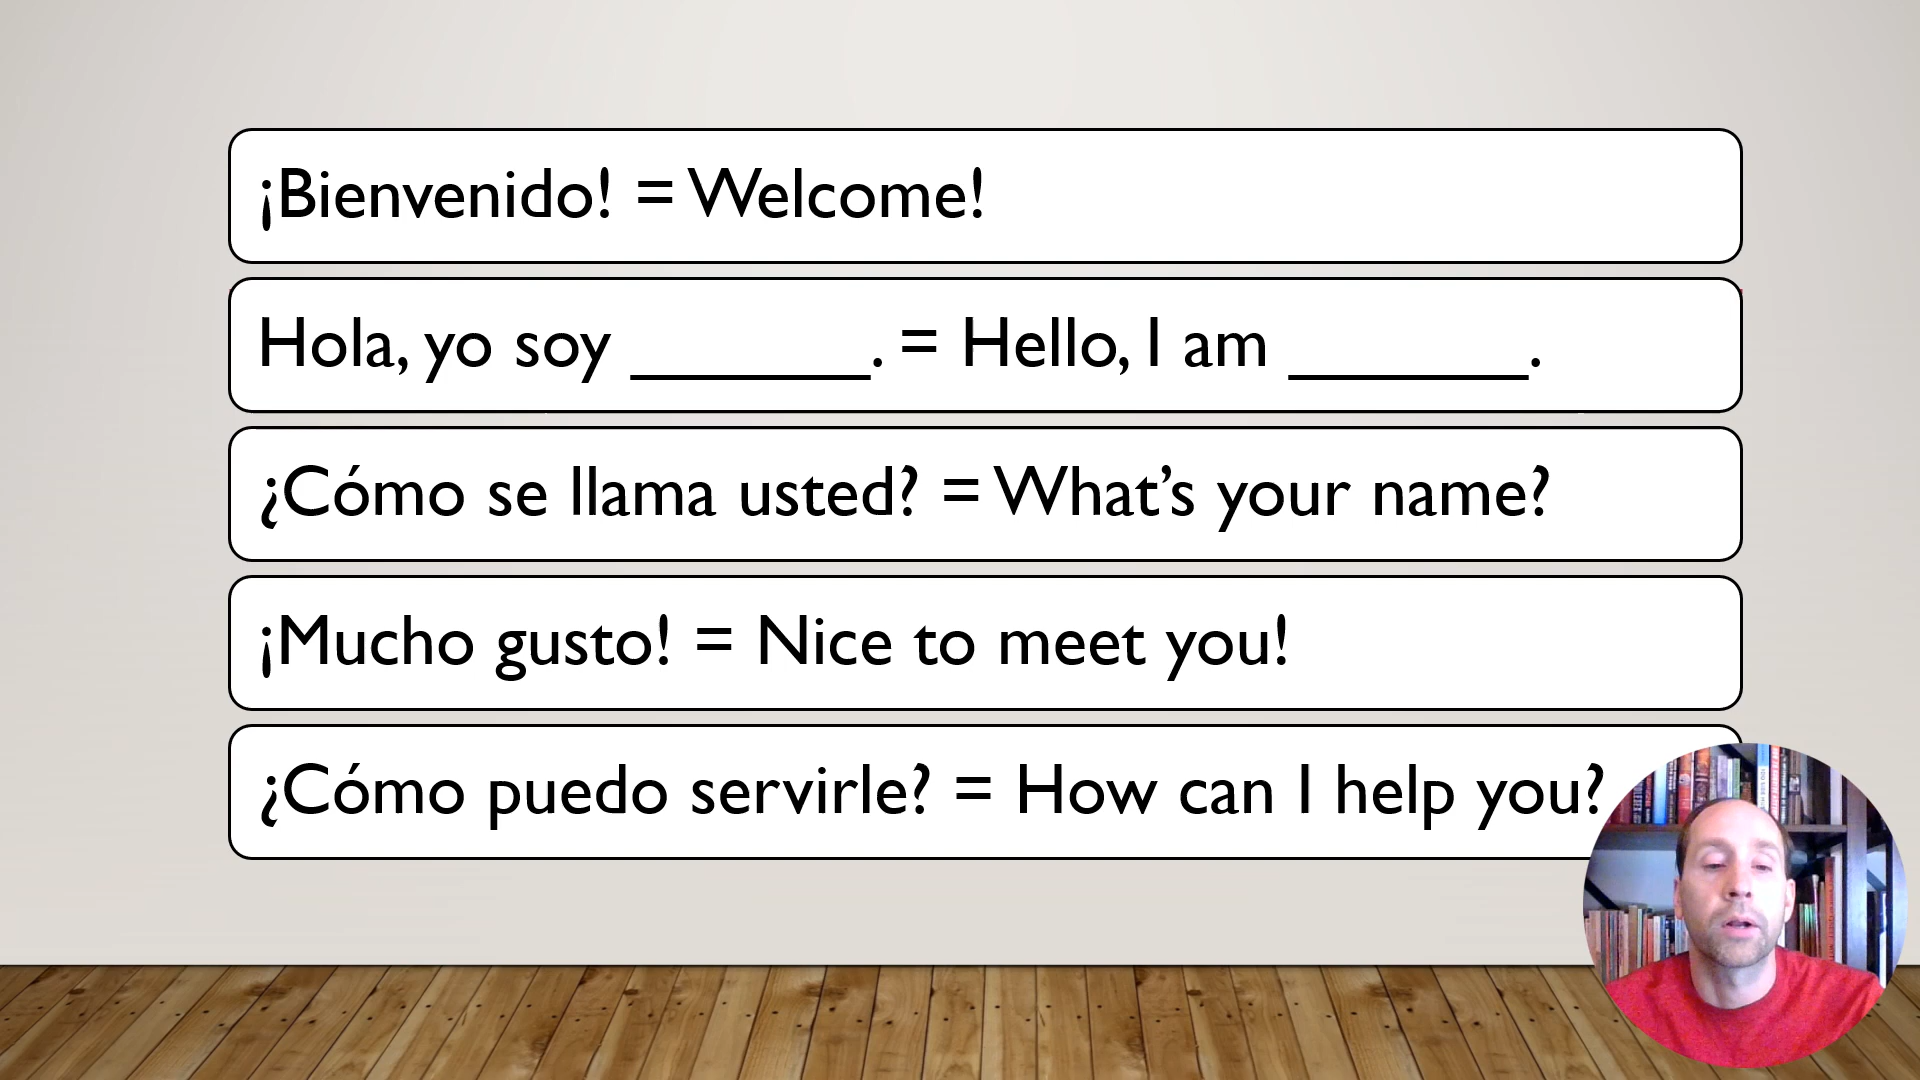 ¡Bienvenido! = Welcome!
Hola, yo soy _______. = Hello, I am _______.
¿Cómo se llama usted? = What’s your name?
¡Mucho gusto! = Nice to meet you!
¿Cómo puedo servirle? = How can I help you?